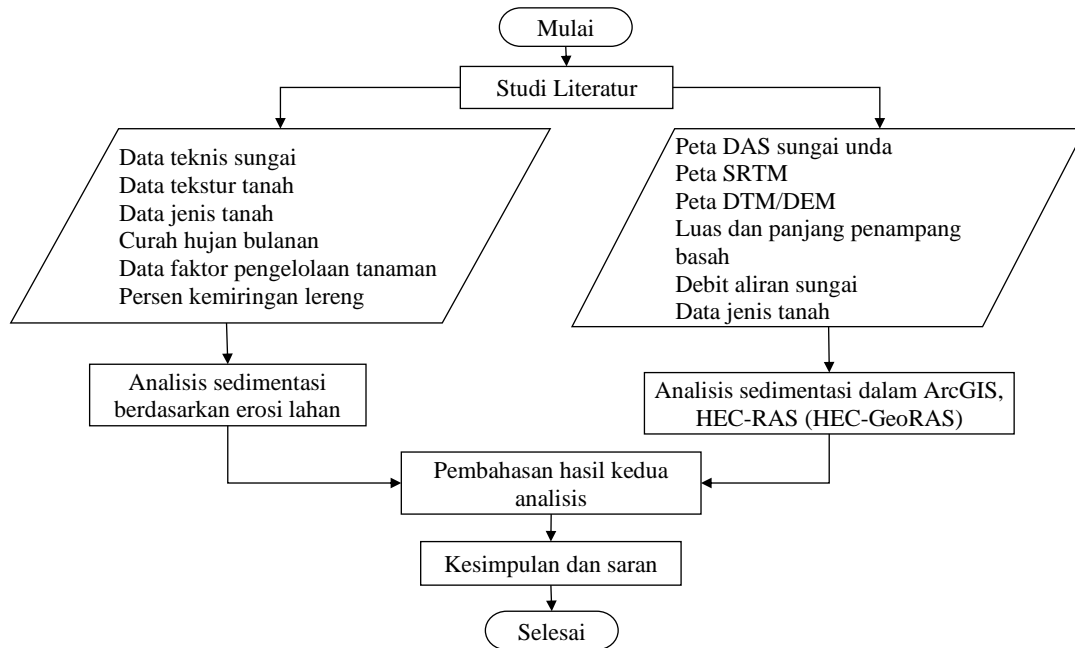 Mulai
Studi Literatur
Data teknis sungai
Data tekstur tanah
Data jenis tanah
Curah hujan bulanan
Data faktor pengelolaan tanaman
Persen kemiringan lereng
Peta DAS sungai unda
Peta SRTM
Peta DTM/DEM
Luas dan panjang penampang
basah
Debit aliran sungai
Data jenis tanah
Analisis sedimentasi
berdasarkan erosi lahan
Analisis sedimentasi dalam ArcGIS,
HEC-RAS (HEC-GeoRAS)
Pembahasan hasil kedua
analisis
Kesimpulan dan saran
Selesai